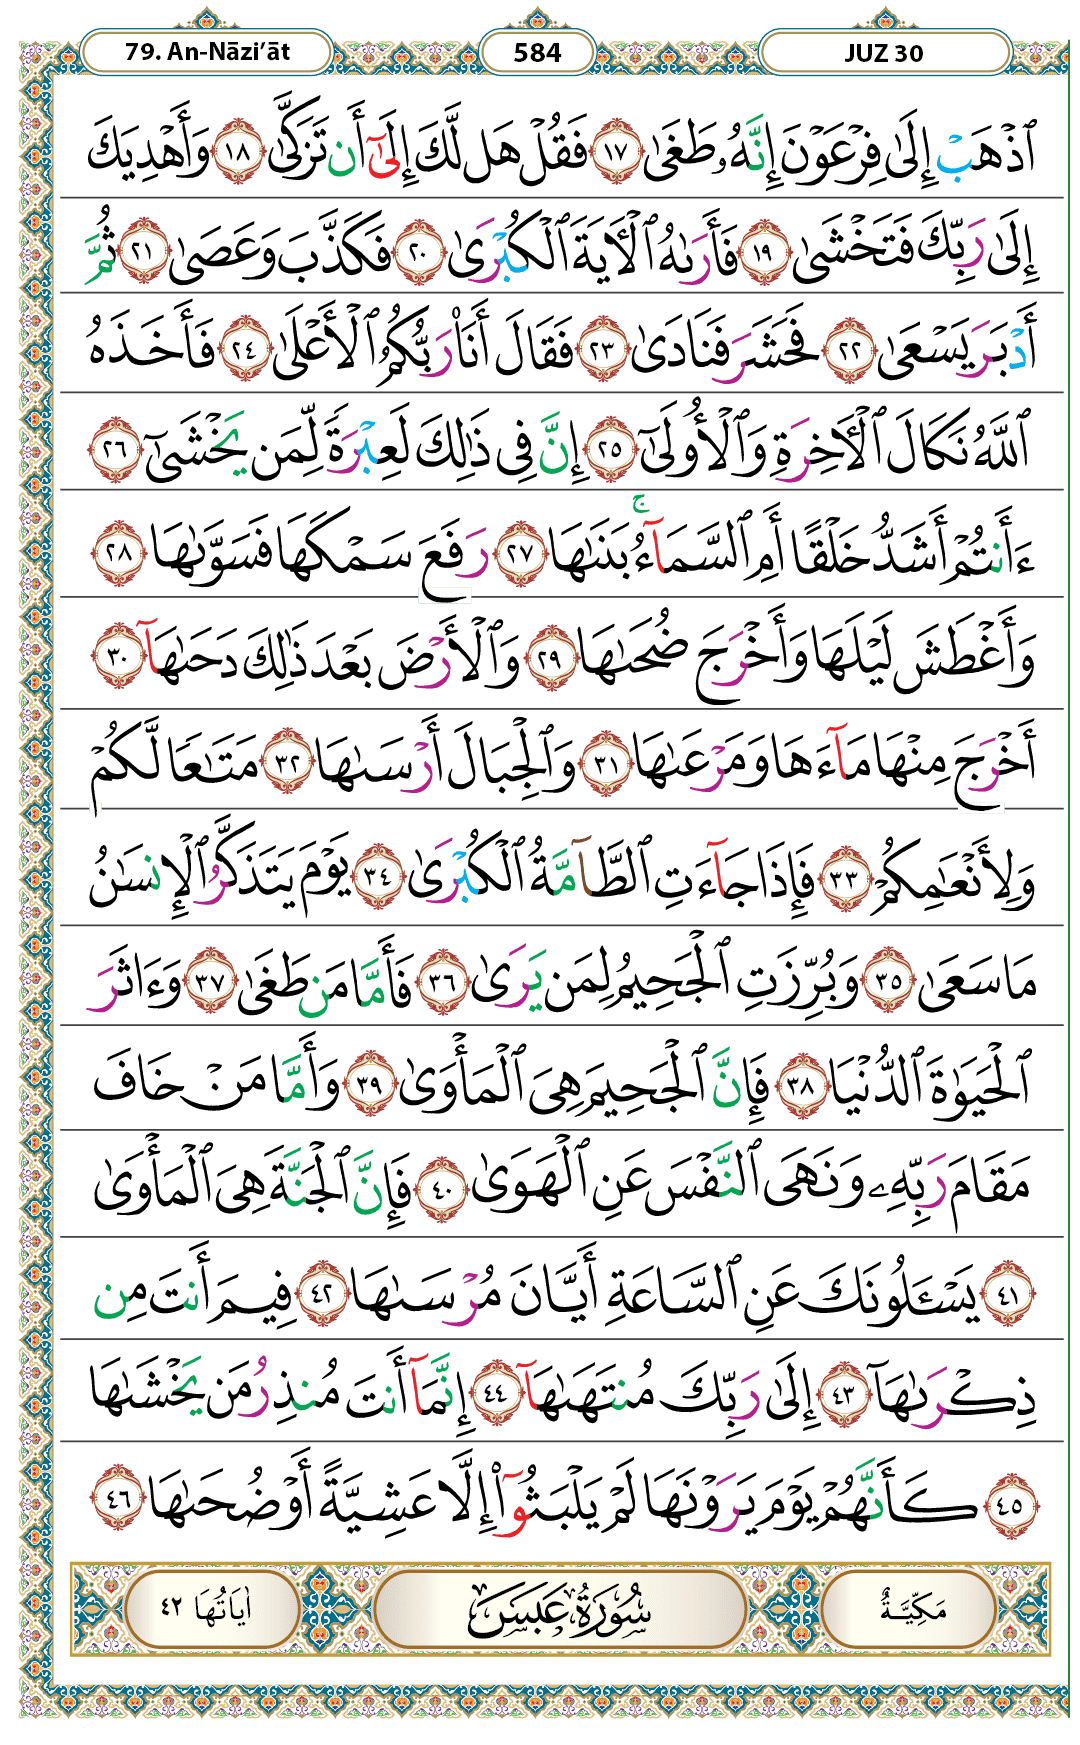 79. An-Nāzi’āt
584
JUZ 30
ٱذْهَبْ إِلَىٰ فِرْعَوْنَ إِنَّهُۥ طَغَىٰ ١٧ فَقُلْ هَل لَّكَ إِلَىٰٓ أَن تَزَكَّىٰ ١٨ وَأَهْدِيَكَ
إِلَىٰ رَبِّكَ فَتَخْشَىٰ ١٩ فَأَرَىٰهُ ٱلْأٓيَةَ ٱلْكُبْرَىٰ ٢٠ فَكَذَّبَ وَعَصَىٰ ٢١ ثُمَّ
أَدْبَرَ يَسْعَىٰ ٢٢ فَحَشَرَ فَنَادَىٰ ٢٣ فَقَالَ أَنَا۠ رَبُّكُمُ ٱلْأَعْلَىٰ ٢٤ فَأَخَذَهُ
ٱللَّهُ نَكَالَ ٱلْأٓخِرَةِ وَٱلْأُولَىٰٓ ٢٥ إِنَّ فِى ذَٰلِكَ لَعِبْرَةً لِّمَن يَخْشَىٰٓ ٢٦
ءَأَنتُمْ أَشَدُّ خَلْقًا أَمِ ٱلسَّمَآءُ ۚ بَنَىٰهَا ٢٧ رَفَعَ سَمْكَهَا فَسَوَّىٰهَا ٢٨
وَأَغْطَشَ لَيْلَهَا وَأَخْرَجَ ضُحَىٰهَا ٢٩ وَٱلْأَرْضَ بَعْدَ ذَٰلِكَ دَحَىٰهَآ ٣٠
أَخْرَجَ مِنْهَا مَآءَهَا وَمَرْعَىٰهَا ٣١ وَٱلْجِبَالَ أَرْسَىٰهَا ٣٢ مَتَٰعًا لَّكُمْ
وَلِأَنْعَٰمِكُمْ ٣٣ فَإِذَا جَآءَتِ ٱلطَّآمَّةُ ٱلْكُبْرَىٰ ٣٤ يَوْمَ يَتَذَكَّرُ ٱلْإِنسَٰنُ
مَا سَعَىٰ ٣٥ وَبُرِّزَتِ ٱلْجَحِيمُ لِمَن يَرَىٰ ٣٦ فَأَمَّا مَن طَغَىٰ ٣٧ وَءَاثَرَ
ٱلْحَيَوٰةَ ٱلدُّنْيَا ٣٨ فَإِنَّ ٱلْجَحِيمَ هِىَ ٱلْمَأْوَىٰ ٣٩ وَأَمَّا مَنْ خَافَ
مَقَامَ رَبِّهِۦ وَنَهَى ٱلنَّفْسَ عَنِ ٱلْهَوَىٰ ٤٠ فَإِنَّ ٱلْجَنَّةَ هِىَ ٱلْمَأْوَىٰ
٤١ يَسْـَٔلُونَكَ عَنِ ٱلسَّاعَةِ أَيَّانَ مُرْسَىٰهَا ٤٢ فِيمَ أَنتَ مِن
ذِكْرَىٰهَآ ٤٣ إِلَىٰ رَبِّكَ مُنتَهَىٰهَآ ٤٤ إِنَّمَآ أَنتَ مُنذِرُ مَن يَخْشَىٰهَا
٤٥ كَأَنَّهُمْ يَوْمَ يَرَوْنَهَا لَمْ يَلْبَثُوٓا۟ إِلَّا عَشِيَّةً أَوْ ضُحَىٰهَا ٤٦
مَكِّيَّةٌ سُورَةُ عَبَسَ اٰيَاتُهَا ٤٢